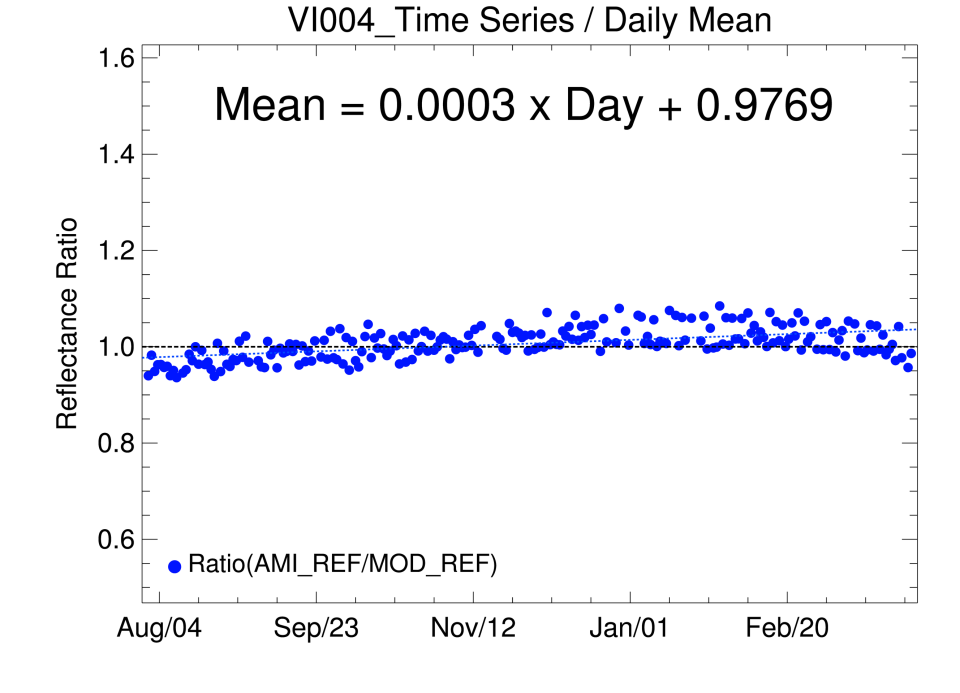 VI004_Time Series / Daily Mean
Mean = 0.0003 x Day + 0.9769
Reflectance Ratio
1.6
1.4
1.2
1.0
0.8
0.6
Ratio(AMI_REF/MOD_REF)
Aug/04 Sep/23 Nov/12 Jan/01 Feb/20